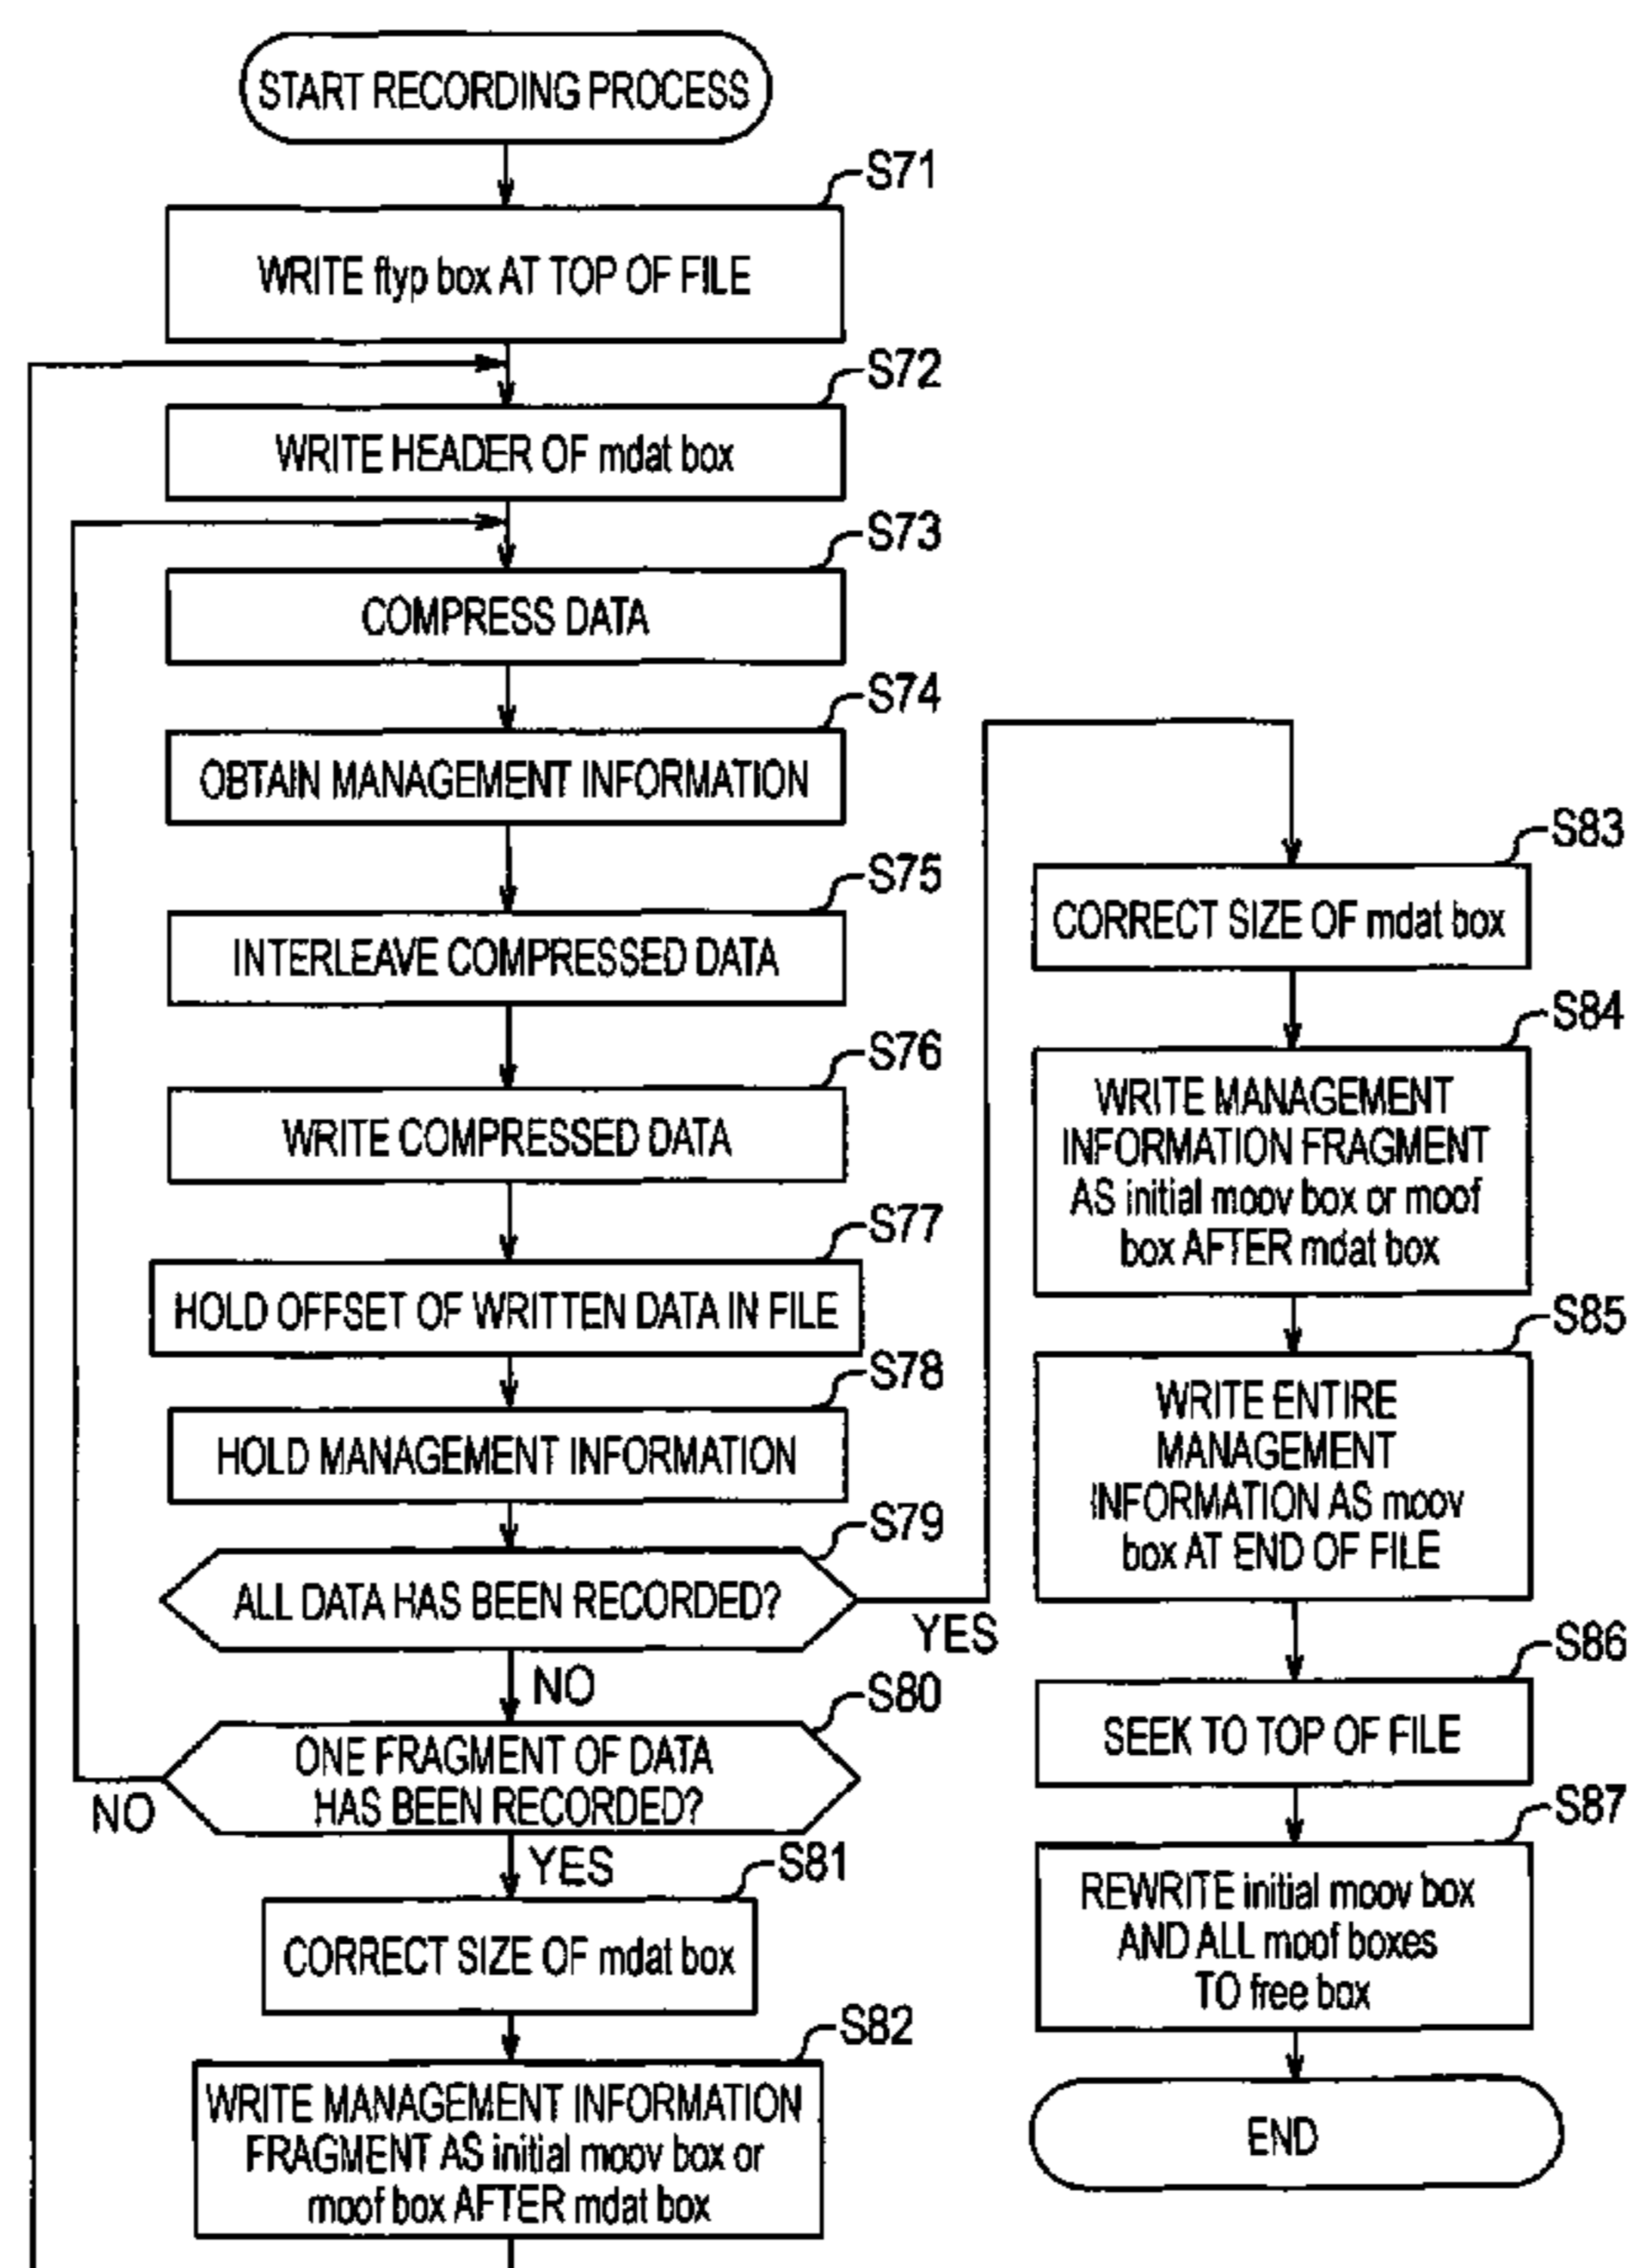 START RECORDING PROCESS
S71
WRITE ftyp box AT TOP OF FILE
S72
WRITE HEADER OF mdat box
S73
COMPRESS DATA
S74
OBTAIN MANAGEMENT INFORMATION
S75
INTERLEAVE COMPRESSED DATA
S76
WRITE COMPRESSED DATA
S77
HOLD OFFSET OF WRITTEN DATA IN FILE
S78
HOLD MANAGEMENT INFORMATION
S79
ALL DATA HAS BEEN RECORDED?
YES
NO
S80
ONE FRAGMENT OF DATA
HAS BEEN RECORDED?
NO
YES
S81
CORRECT SIZE OF mdat box
S82
WRITE MANAGEMENT INFORMATION
FRAGMENT AS initial moov box or
moof box AFTER mdat box
S83
CORRECT SIZE OF mdat box
S84
WRITE MANAGEMENT
INFORMATION FRAGMENT
AS initial moov box or moof
box AFTER mdat box
S85
WRITE ENTIRE
MANAGEMENT
INFORMATION AS moov
box AT END OF FILE
S86
SEEK TO TOP OF FILE
S87
REWRITE initial moov box
AND ALL moof boxes
TO free box
END